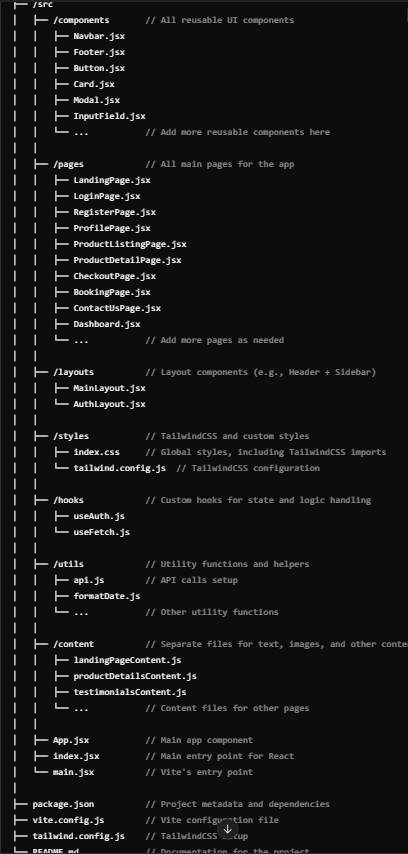 ├── /src
│   ├── /components       // All reusable UI components
│   │   ├── Navbar.jsx
│   │   ├── Footer.jsx
│   │   ├── Button.jsx
│   │   ├── Card.jsx
│   │   ├── Modal.jsx
│   │   ├── InputField.jsx
│   │   └── ...           // Add more reusable components here
│   │
│   ├── /pages            // All main pages for the app
│   │   ├── LandingPage.jsx
│   │   ├── LoginPage.jsx
│   │   ├── RegisterPage.jsx
│   │   ├── ProfilePage.jsx
│   │   ├── ProductListingPage.jsx
│   │   ├── ProductDetailPage.jsx
│   │   ├── CheckoutPage.jsx
│   │   ├── BookingPage.jsx
│   │   ├── ContactUsPage.jsx
│   │   ├── Dashboard.jsx
│   │   └── ...           // Add more pages as needed
│   │
│   ├── /layouts          // Layout components (e.g., Header + Sidebar)
│   │   ├── MainLayout.jsx
│   │   ├── AuthLayout.jsx
│   │
│   ├── /styles           // TailwindCSS and custom styles
│   │   ├── index.css     // Global styles, including TailwindCSS imports
│   │   └── tailwind.config.js  // TailwindCSS configuration
│   │
│   ├── /hooks            // Custom hooks for state and logic handling
│   │   ├── useAuth.js
│   │   ├── useFetch.js
│   │
│   ├── /utils            // Utility functions and helpers
│   │   ├── api.js        // API calls setup
│   │   ├── formatDate.js
│   │   └── ...           // Other utility functions
│   │
│   ├── /content          // Separate files for text, images, and other conte
│   │   ├── landingPageContent.js
│   │   ├── productDetailsContent.js
│   │   ├── testimonialsContent.js
│   │   └── ...           // Content files for other pages
│   │
│   ├── App.jsx           // Main app component
│   ├── index.jsx         // Main entry point for React
│   └── main.jsx          // Vite's entry point
│
├── package.json          // Project metadata and dependencies
├── vite.config.js        // Vite configuration file
├── tailwind.config.js    // TailwindCSS
└── README.md             // Documentation for the project